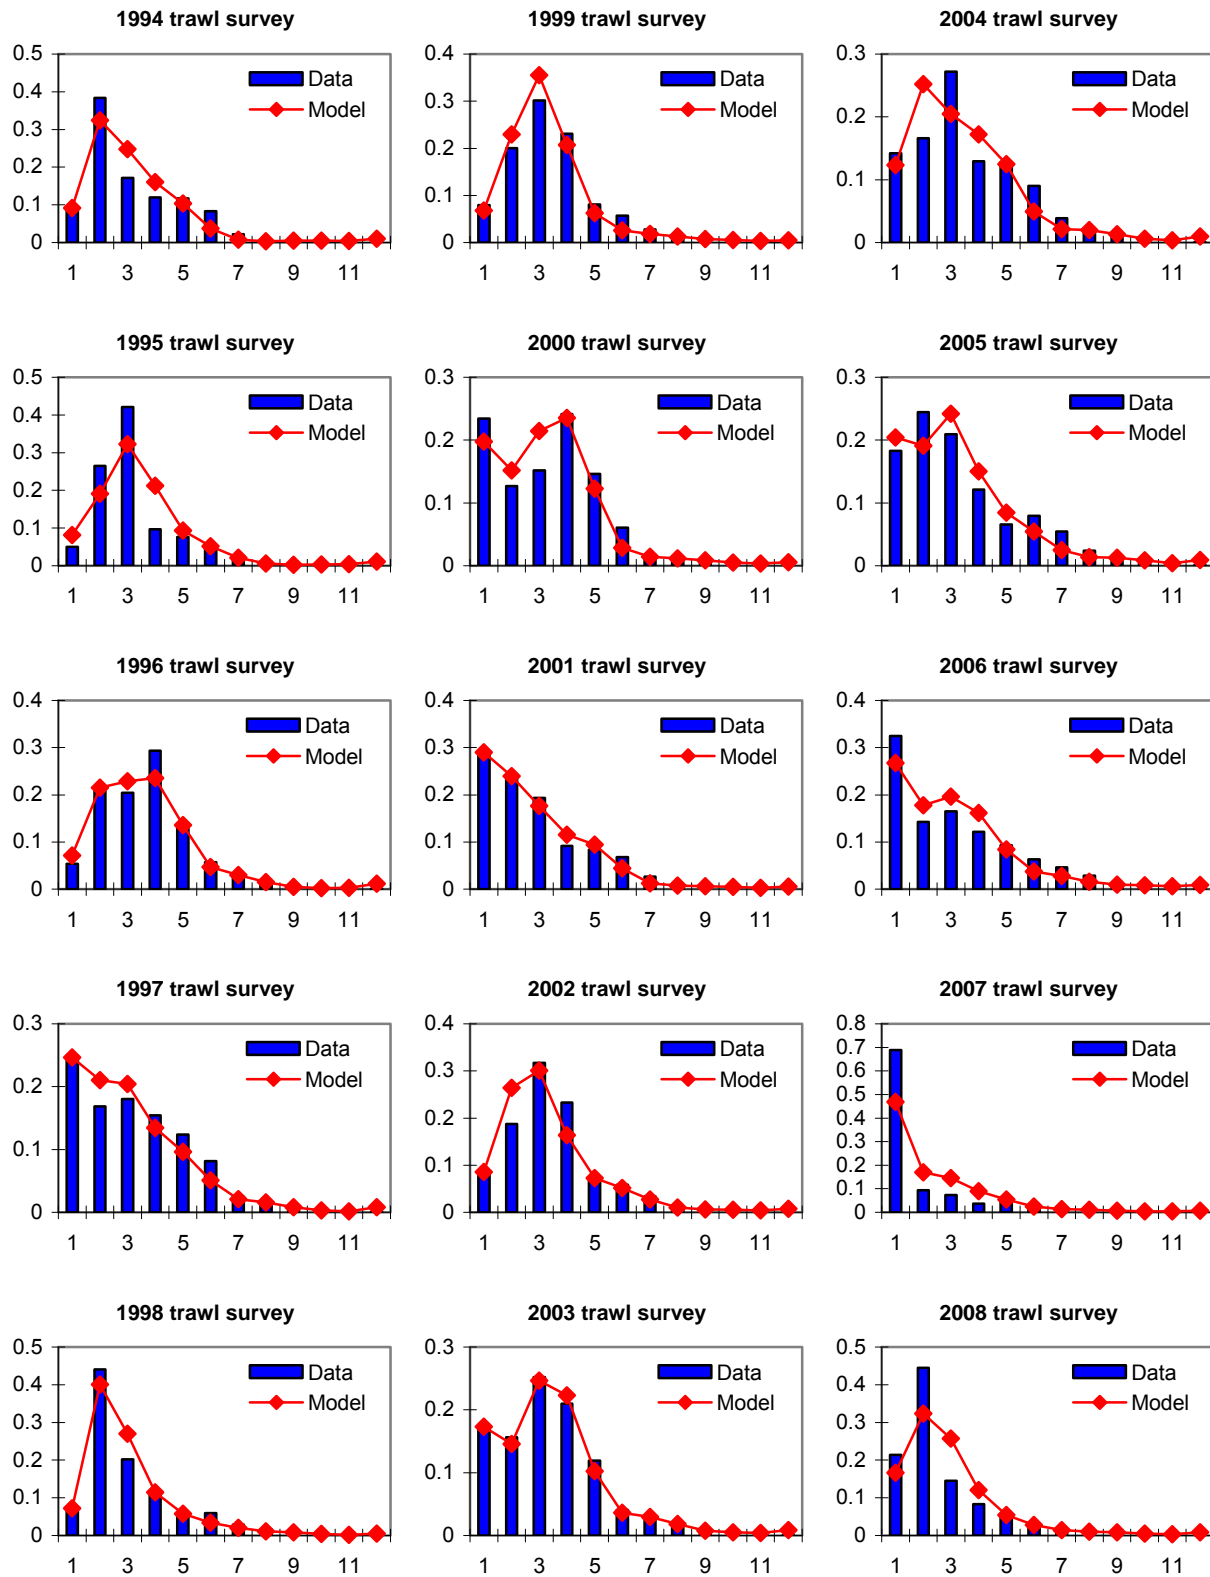 1994 trawl survey
0.5
0.4
0.3
0.2
0.1
0
Data
Model
1 3 5 7 9 11
1999 trawl survey
0.4
0.3
0.2
0.1
0
Data
Model
1 3 5 7 9 11
2004 trawl survey
0.3
0.2
0.1
0
Data
Model
1 3 5 7 9 11
1995 trawl survey
0.5
0.4
0.3
0.2
0.1
0
Data
Model
1 3 5 7 9 11
2000 trawl survey
0.3
0.2
0.1
0
Data
Model
1 3 5 7 9 11
2005 trawl survey
0.3
0.2
0.1
0
Data
Model
1 3 5 7 9 11
1996 trawl survey
0.4
0.3
0.2
0.1
0
Data
Model
1 3 5 7 9 11
2001 trawl survey
0.4
0.3
0.2
0.1
0
Data
Model
1 3 5 7 9 11
2006 trawl survey
0.4
0.3
0.2
0.1
0
Data
Model
1 3 5 7 9 11
1997 trawl survey
0.3
0.2
0.1
0
Data
Model
1 3 5 7 9 11
2002 trawl survey
0.4
0.3
0.2
0.1
0
Data
Model
1 3 5 7 9 11
2007 trawl survey
0.8
0.7
0.6
0.5
0.4
0.3
0.2
0.1
0
Data
Model
1 3 5 7 9 11
1998 trawl survey
0.5
0.4
0.3
0.2
0.1
0
Data
Model
1 3 5 7 9 11
2003 trawl survey
0.3
0.2
0.1
0
Data
Model
1 3 5 7 9 11
2008 trawl survey
0.5
0.4
0.3
0.2
0.1
0
Data
Model
1 3 5 7 9 11